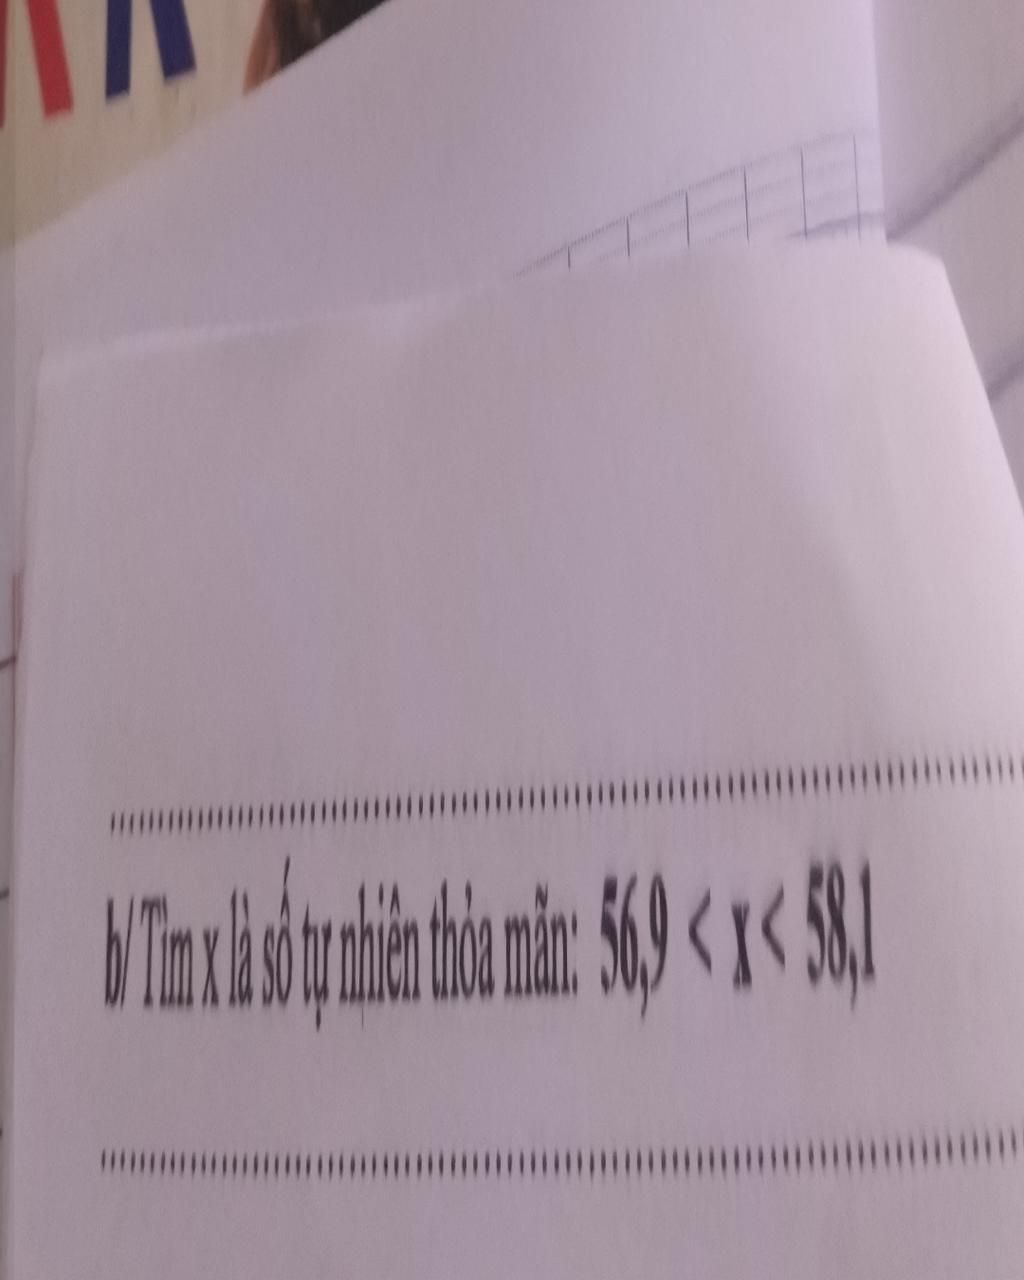 b/ Tìm x là số tự nhiên thỏa mãn: 56,9 < x < 58,1